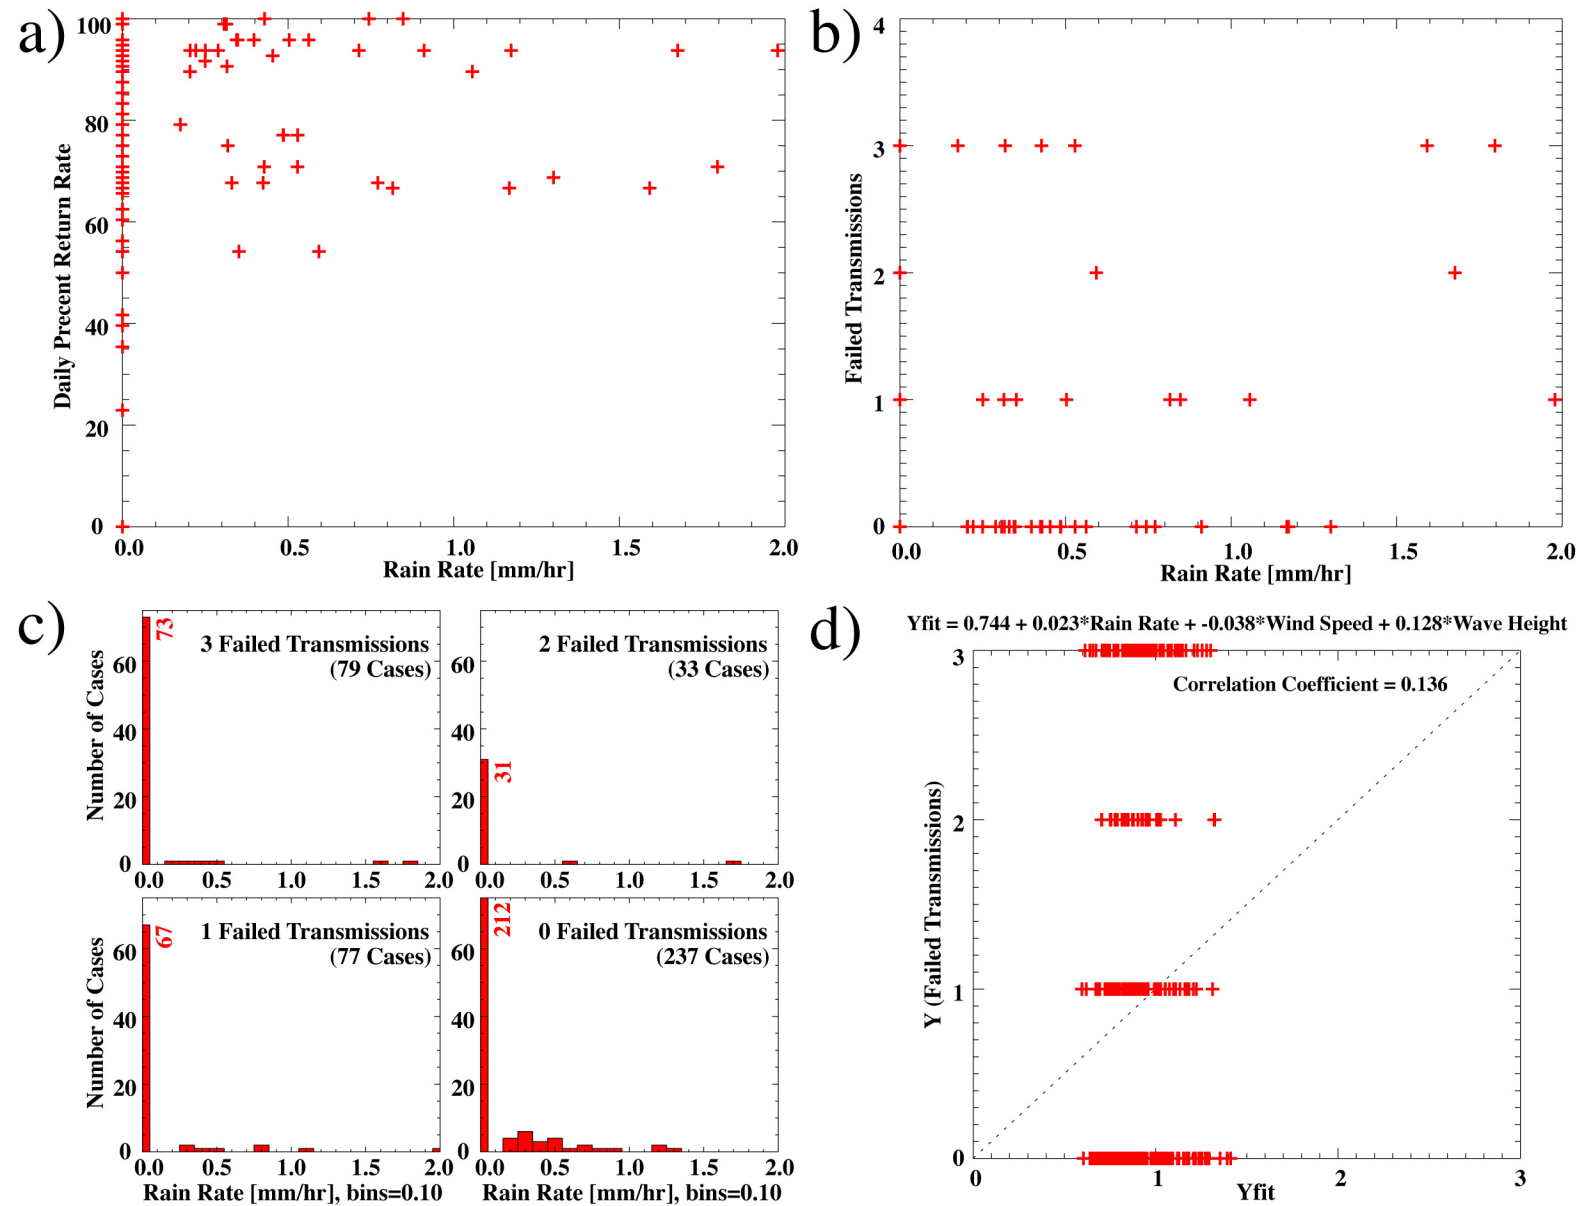 a)
100
80
60
40
20
0
Daily Precent Return Rate
0.0 0.5 1.0 1.5 2.0
Rain Rate [mm/hr]
b)
4
3
2
1
0
Failed Transmissions
0.0 0.5 1.0 1.5 2.0
Rain Rate [mm/hr]
c)
73
3 Failed Transmissions
(79 Cases)
60
40
20
0
Number of Cases
0.0 0.5 1.0 1.5 2.0
31
2 Failed Transmissions
(33 Cases)
60
40
20
0
0.0 0.5 1.0 1.5 2.0
67
1 Failed Transmissions
(77 Cases)
60
40
20
0
Number of Cases
0.0 0.5 1.0 1.5 2.0
Rain Rate [mm/hr], bins=0.10
212
0 Failed Transmissions
(237 Cases)
60
40
20
0
0.0 0.5 1.0 1.5 2.0
Rain Rate [mm/hr], bins=0.10
d)
Yfit = 0.744 + 0.023*Rain Rate + -0.038*Wind Speed + 0.128*Wave Height
Correlation Coefficient = 0.136
3
2
1
0
Y (Failed Transmissions)
0 1 2 3
Yfit